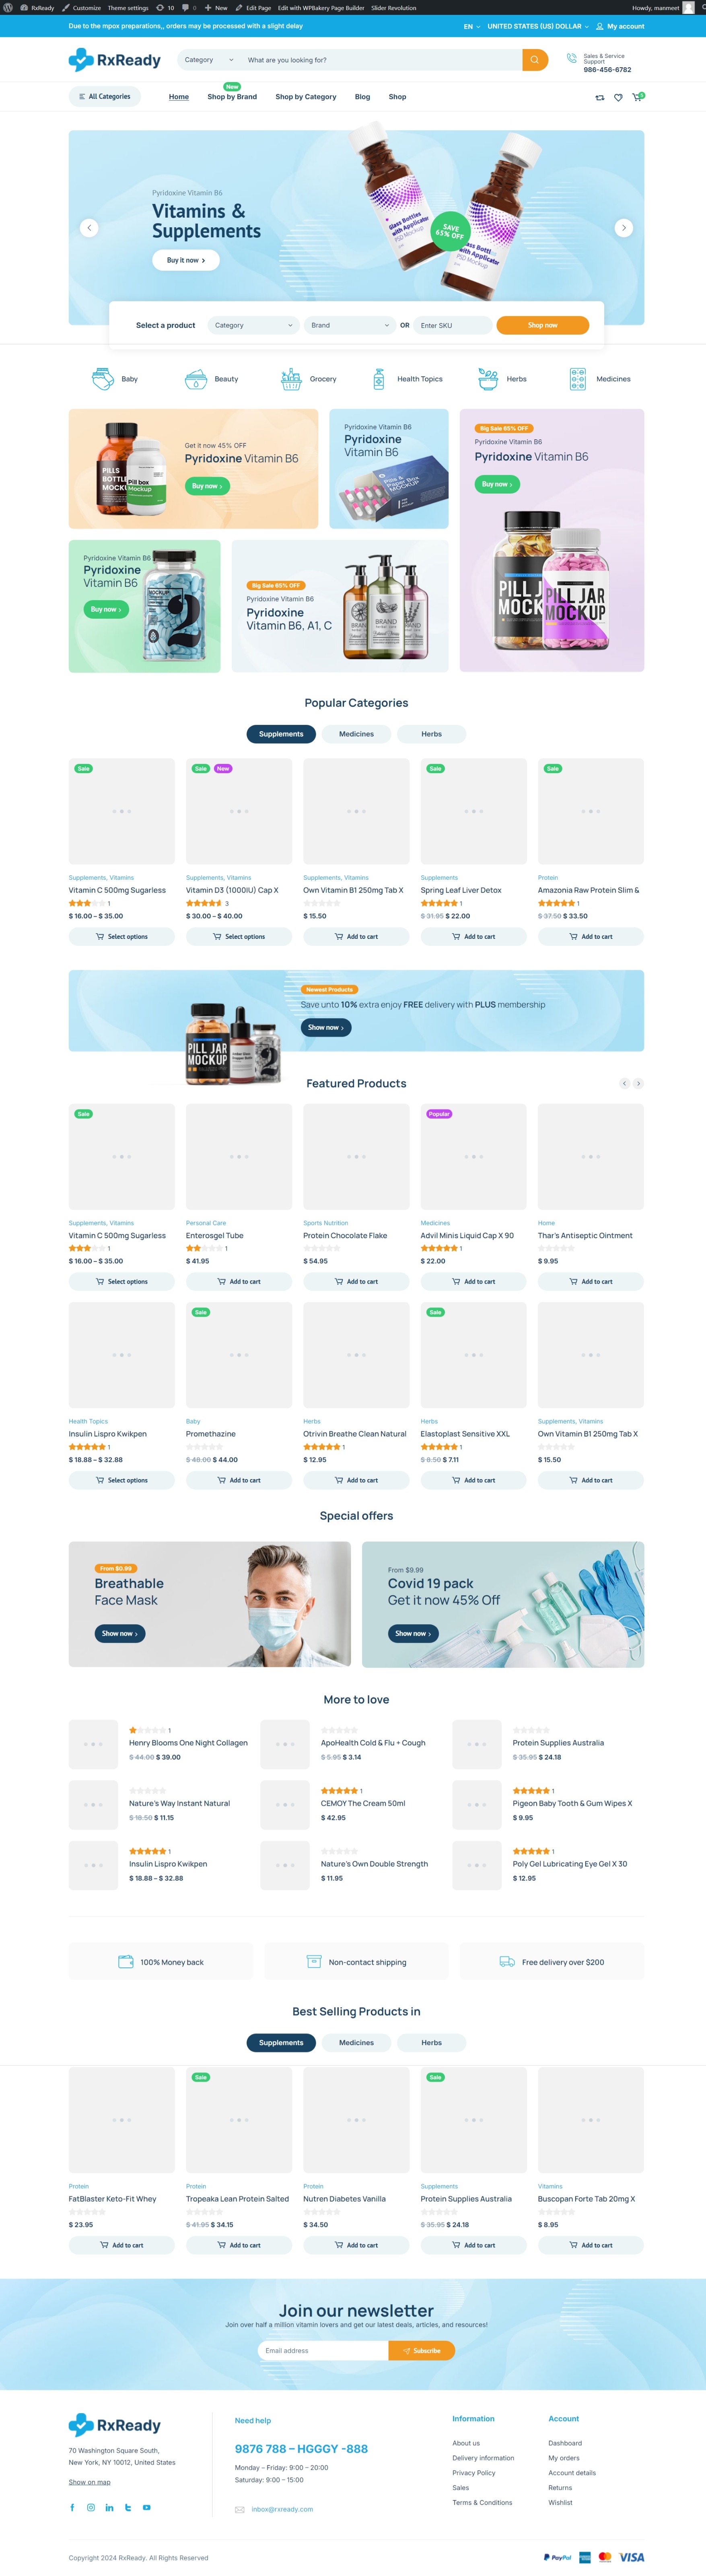 RxReady
Customize
Theme settings
10
0
New
Edit Page
Edit with WPBakery Page Builder
Slider Revolution
Howdy, manmeet
Due to the mpox preparations,, orders may be processed with a slight delay
EN
UNITED STATES (US) DOLLAR
My account
RxReady
Category
What are you looking for?
Sales & Service
Support
986-456-6782
All Categories
Home
New
Shop by Brand
Shop by Category
Blog
Shop
Pyridoxine Vitamin B6
Vitamins &
Supplements
Buy it now
Glass Bottles
with Applicator
PSD Mockup
SAVE
65% OFF
PSD Mockup
Select a product
Category
Brand
OR
Enter SKU
Shop now
Baby
Beauty
Grocery
Health Topics
Herbs
Medicines
Get it now 45% OFF
Pyridoxine Vitamin B6
Buy now
PILLS
Pill box
Mockup
Pyridoxine Vitamin B6
Pyridoxine
Vitamin B6
Big Sale 65% OFF
Pyridoxine Vitamin B6
Pyridoxine Vitamin B6
Buy now
PILL JAR
MOCKUP
Pyridoxine Vitamin B6
Pyridoxine
Vitamin B6
Buy now
MOCKUP
2
Big Sale 65% OFF
Pyridoxine Vitamin B6
Pyridoxine
Vitamin B6, A1, C
BRAND
Popular Categories
Supplements
Medicines
Herbs
Sale
Sale
New
Sale
Sale
Supplements, Vitamins
Supplements, Vitamins
Supplements, Vitamins
Supplements
Protein
Vitamin C 500mg Sugarless
Vitamin D3 (1000IU) Cap X
Own Vitamin B1 250mg Tab X
Spring Leaf Liver Detox
Amazonia Raw Protein Slim &
1
3
1
1
$ 16.00 – $ 35.00
$ 30.00 – $ 40.00
$ 15.50
$ 31.95 $ 22.00
$ 37.50 $ 33.50
Select options
Select options
Add to cart
Add to cart
Add to cart
Newest Products
Save unto 10% extra enjoy FREE delivery with PLUS membership
Show now
PILL JAR
MOCKUP
2
Featured Products
Sale
Popular
Supplements, Vitamins
Personal Care
Sports Nutrition
Medicines
Home
Vitamin C 500mg Sugarless
Enterosgel Tube
Protein Chocolate Flake
Advil Minis Liquid Cap X 90
Thar's Antiseptic Ointment
1
1
1
$ 16.00 – $ 35.00
$ 41.95
$ 54.95
$ 22.00
$ 9.95
Select options
Add to cart
Add to cart
Add to cart
Add to cart
Sale
Sale
Health Topics
Baby
Herbs
Herbs
Supplements, Vitamins
Insulin Lispro Kwikpen
Promethazine
Otrivin Breathe Clean Natural
Elastoplast Sensitive XXL
Own Vitamin B1 250mg Tab X
1
1
1
$ 18.88 – $ 32.88
$ 48.00 $ 44.00
$ 12.95
$ 8.50 $ 7.11
$ 15.50
Select options
Add to cart
Add to cart
Add to cart
Add to cart
Special offers
From $0.99
Breathable
Face Mask
Show now
From $9.99
Covid 19 pack
Get it now 45% Off
Show now
More to love
1
Henry Blooms One Night Collagen
$ 44.00 $ 39.00
ApoHealth Cold & Flu + Cough
$ 5.95 $ 3.14
Protein Supplies Australia
$ 35.95 $ 24.18
Nature's Way Instant Natural
$ 18.50 $ 11.15
1
CEMOY The Cream 50ml
$ 42.95
1
Pigeon Baby Tooth & Gum Wipes X
$ 9.95
1
Insulin Lispro Kwikpen
$ 18.88 – $ 32.88
Nature's Own Double Strength
$ 11.95
1
Poly Gel Lubricating Eye Gel X 30
$ 12.95
100% Money back
Non-contact shipping
Free delivery over $200
Best Selling Products in
Supplements
Medicines
Herbs
Sale
Sale
Protein
Protein
Protein
Supplements
Vitamins
FatBlaster Keto-Fit Whey
Tropeaka Lean Protein Salted
Nutren Diabetes Vanilla
Protein Supplies Australia
Buscopan Forte Tab 20mg X
$ 23.95
$ 41.95 $ 34.15
$ 34.50
$ 35.95 $ 24.18
$ 8.95
Add to cart
Add to cart
Add to cart
Add to cart
Add to cart
Join our newsletter
Join over half a million vitamin lovers and get our latest deals, articles, and resources!
Email address
Subscribe
RxReady
70 Washington Square South,
New York, NY 10012, United States
Show on map
Need help
9876 788 – HGGGY -888
Monday – Friday: 9:00 – 20:00
Saturday: 9:00 – 15:00
inbox@rxready.com
Information
About us
Delivery information
Privacy Policy
Sales
Terms & Conditions
Account
Dashboard
My orders
Account details
Returns
Wishlist
Copyright 2024 RxReady. All Rights Reserved
PayPal
mastercard
VISA